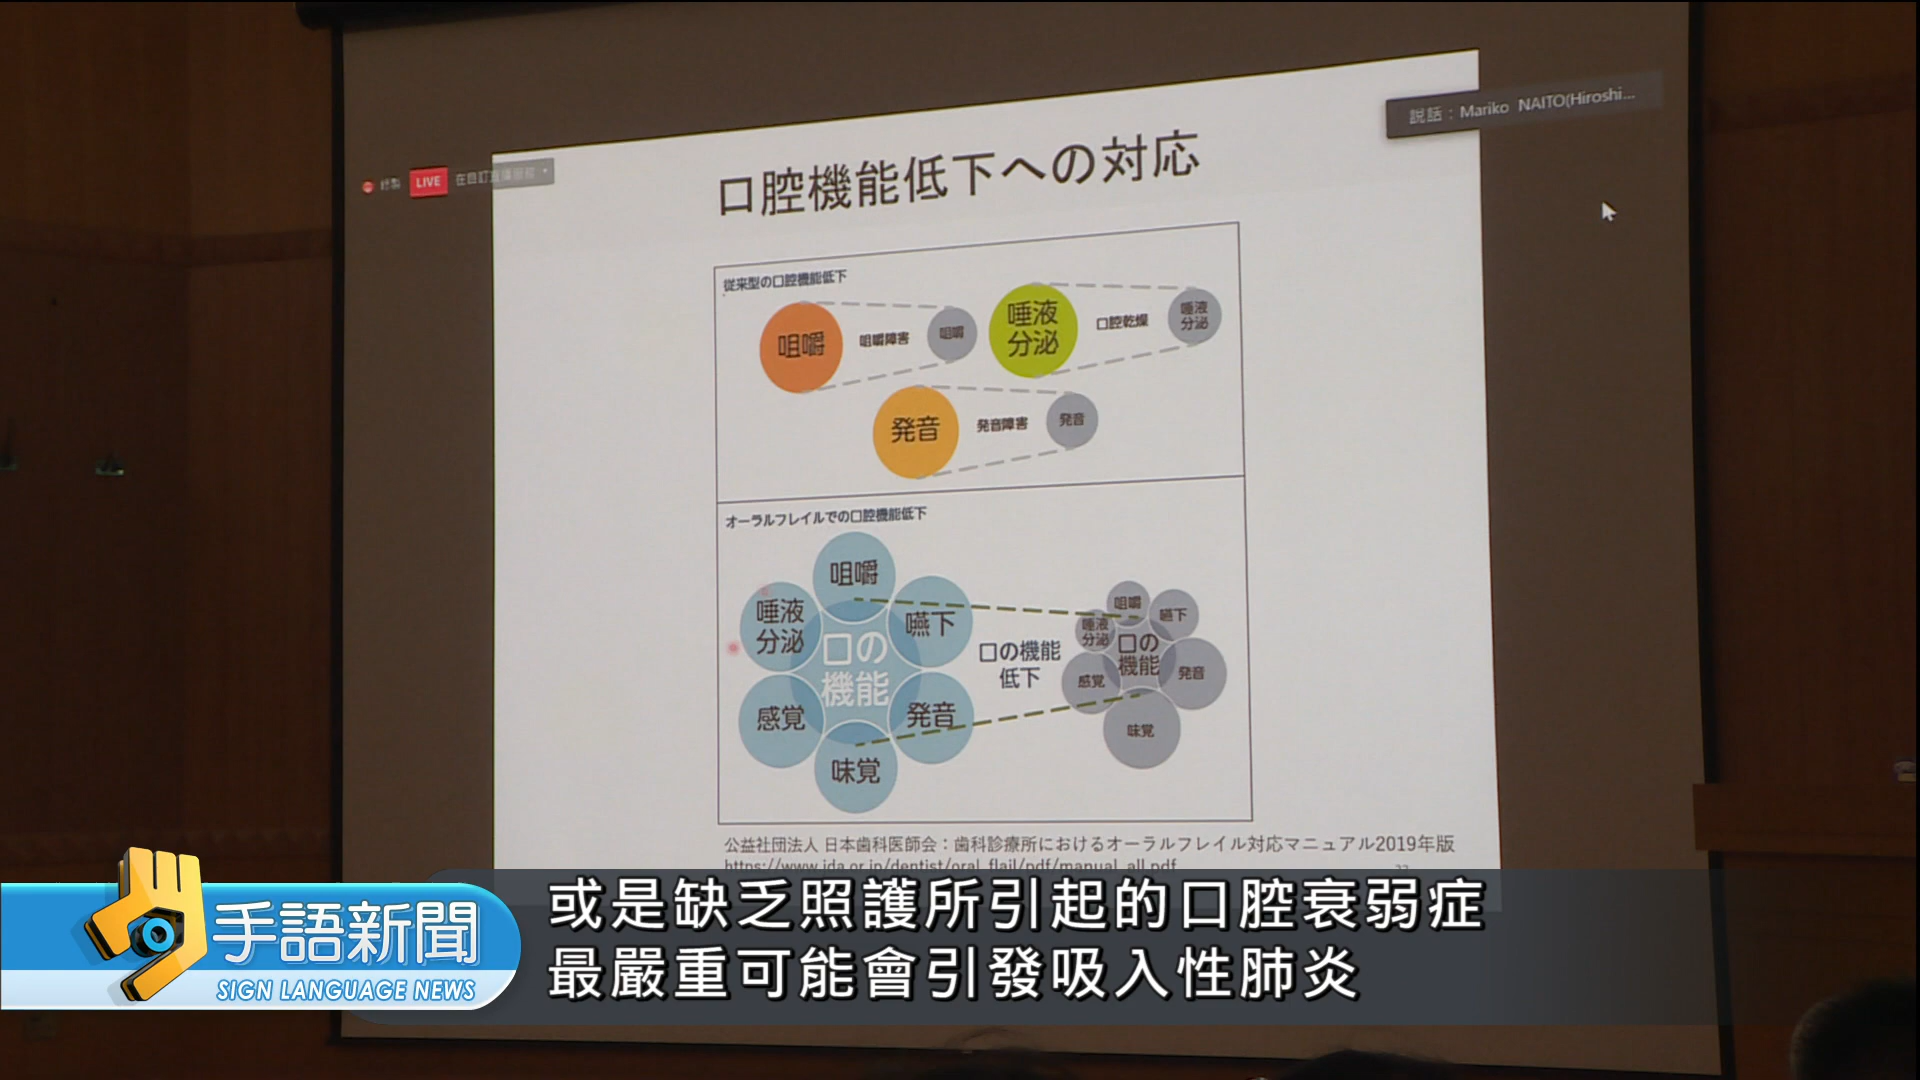 説話：Mariko NAITO(Hiroshi...
LIVE
口腔機能低下への対応
従来型の口腔機能低下
咀嚼
咀嚼障害
咀嚼
唾液
分泌
口腔乾燥
唾液
分泌
発音
発音障害
発音
オーラルフレイルでの口腔機能低下
咀嚼
唾液
分泌
嚥下
口の
機能
感覚
発音
味覚
口の機能
低下
咀嚼
嚥下
唾液
分泌
口の
機能
感覚
発音
味覚
公益社団法人 日本歯科医師会：歯科診療所におけるオーラルフレイル対応マニュアル2019年版
https://www.jda.or.jp/dentist/oral_flail/pdf/manual_all.pdf
手語新聞
SIGN LANGUAGE NEWS
或是缺乏照護所引起的口腔衰弱症
最嚴重可能會引發吸入性肺炎